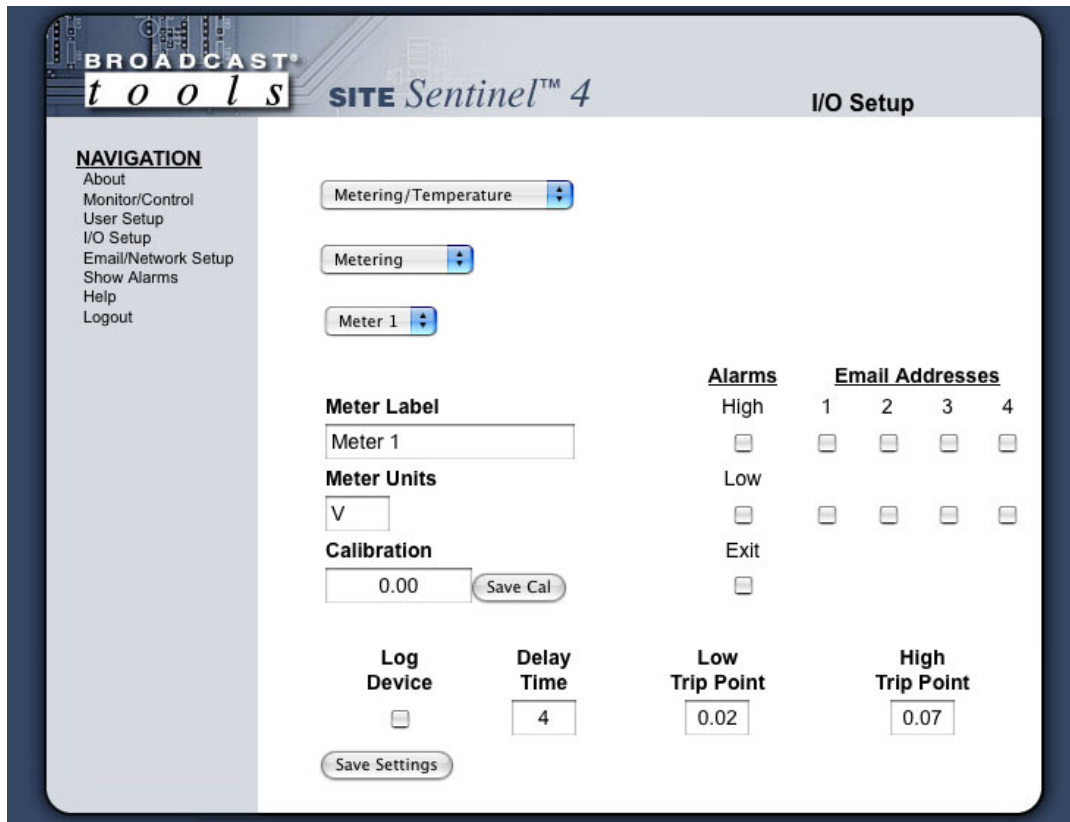 BROADCAST®
tools
SITE Sentinel™ 4
I/O Setup
NAVIGATION
About
Monitor/Control
User Setup
I/O Setup
Email/Network Setup
Show Alarms
Help
Logout
Metering/Temperature
Metering
Meter 1
Alarms Email Addresses
Meter Label High 1 2 3 4
Meter 1
Meter Units Low
V
Calibration Exit
0.00 Save Cal
Log Device Delay Time Low Trip Point High Trip Point
4 0.02 0.07
Save Settings